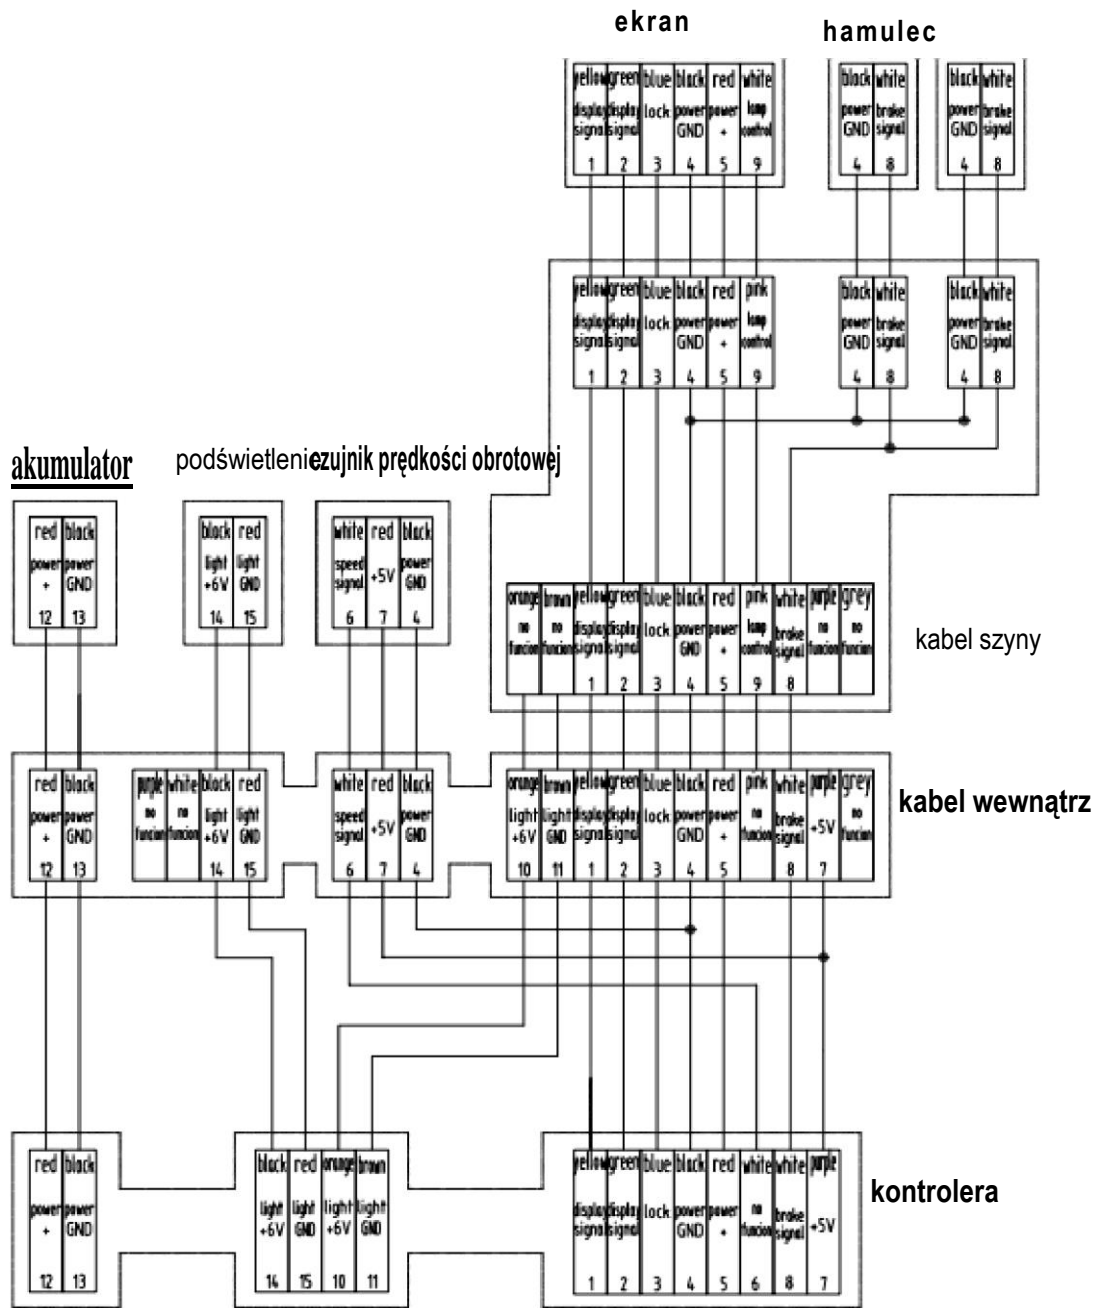 ekran
hamulec
yellow green blue black red white
display signal display signal lock power GND power + lamp control
1 2 3 4 5 9
black white
power GND brake signal
4 8
black white
power GND brake signal
4 8
yellow green blue black red pink
display signal display signal lock power GND power + lamp control
1 2 3 4 5 9
black white
power GND brake signal
4 8
black white
power GND brake signal
4 8
akumulator
podświetlenie
czujnik prędkości obrotowej
red black
power + power GND
12 13
black red
light +6V light GND
14 15
white red black
speed signal +5V power GND
6 7 4
orange brown yellow green blue black red pink white purple grey
no funcion no funcion display signal display signal lock power GND power + lamp control brake signal no funcion no funcion
1 2 3 4 5 9 8
kabel szyny
red black
power + power GND
12 13
purple white black red
no funcion no funcion light +6V light GND
14 15
white red black
speed signal +5V power GND
6 7 4
orange brown yellow green blue black red pink white purple grey
light +6V light GND display signal display signal lock power GND power + no funcion brake signal +5V no funcion
10 11 1 2 3 4 5 8 7
kabel wewnątrz
red black
power + power GND
12 13
black red orange brown
light +6V light GND light +6V light GND
14 15 10 11
yellow green blue black red white white purple
display signal display signal lock power GND power + no funcion brake signal +5V
1 2 3 4 5 6 8 7
kontrolera